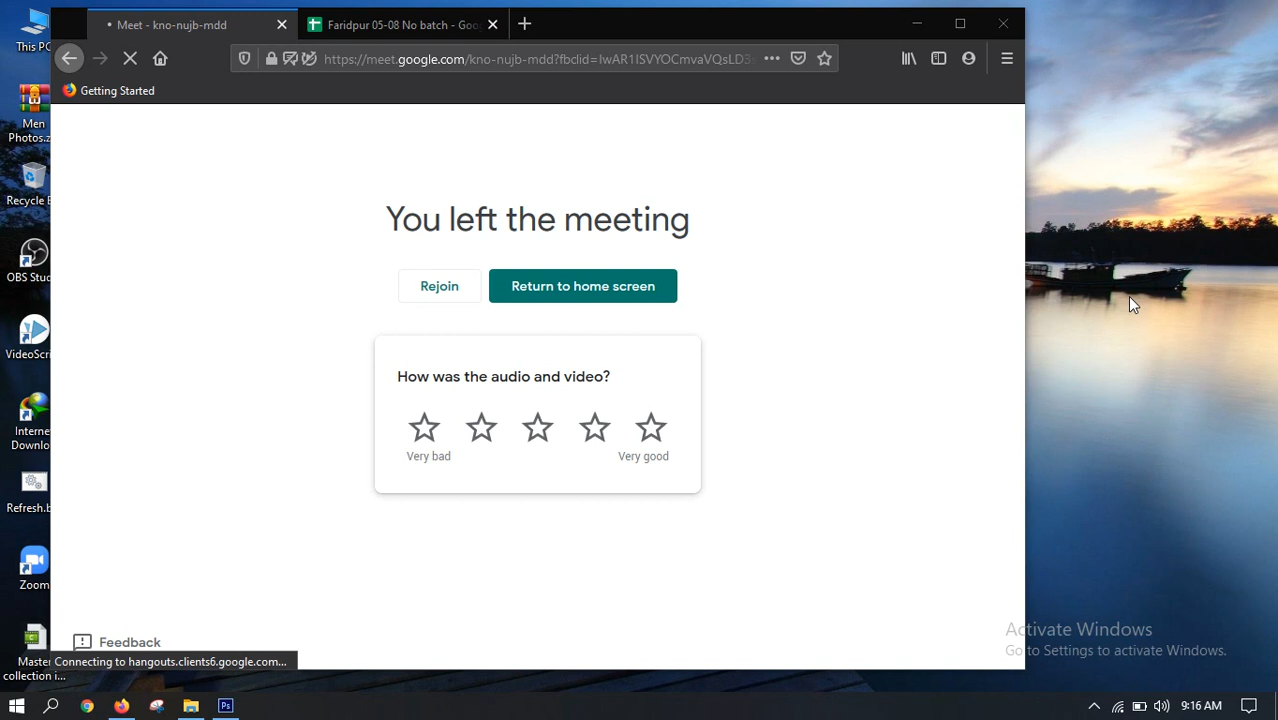 This PC
Men
Photos.z
Recycle B
OBS Stud
VideoScri
Interne
Downlo
Refresh.b
Zoom
Master
collection i...
Meet - kno-nujb-mdd
Faridpur 05-08 No batch - Goo
https://meet.google.com/kno-nujb-mdd?fbclid=IwAR1ISVYOCmvaVQsLD3
Getting Started
You left the meeting
Rejoin
Return to home screen
How was the audio and video?
Very bad
Very good
Feedback
Connecting to hangouts.clients6.google.com...
Activate Windows
Go to Settings to activate Windows.
Ps
9:16 AM